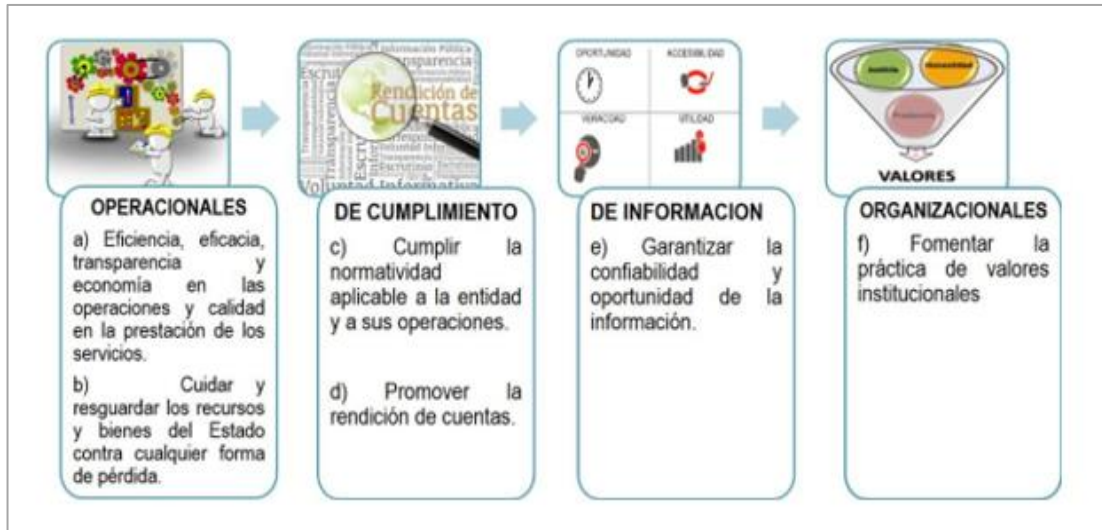 Rendición de
Cuentas
Voluntad Informativa
OPORTUNIDAD
ACCESIBILIDAD
VERACIDAD
UTILIDAD
VALORES
OPERACIONALES
a) Eficiencia, eficacia,
transparencia y
economía en las
operaciones y calidad
en la prestación de los
servicios.
b) Cuidar y
resguardar los recursos
y bienes del Estado
contra cualquier forma
de pérdida.
DE CUMPLIMIENTO
c) Cumplir la
normatividad
aplicable a la entidad
y a sus operaciones.
d) Promover la
rendición de cuentas.
DE INFORMACION
e) Garantizar la
confiabilidad y
oportunidad de la
información.
ORGANIZACIONALES
f) Fomentar la
práctica de valores
institucionales